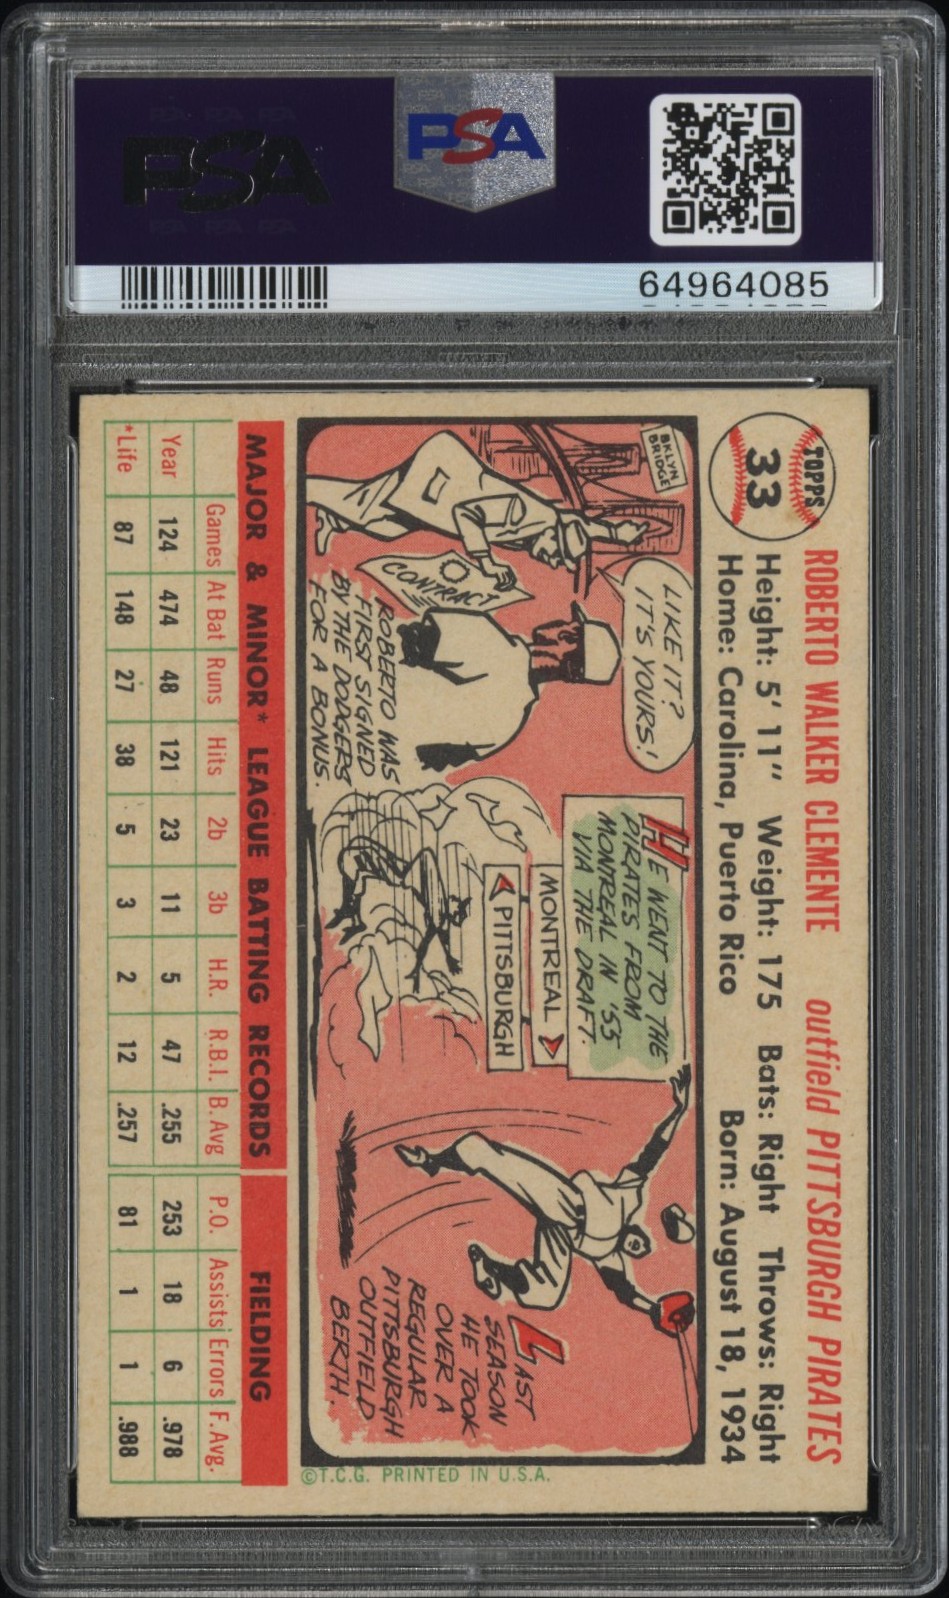 PSA
PSA
64964085
TOPPS
33
ROBERTO WALKER CLEMENTE outfield PITTSBURGH PIRATES
Height: 5' 11" Weight: 175 Bats: Right Throws: Right
Home: Carolina, Puerto Rico Born: August 18, 1934
BKLYN
BRIDGE
LIKE IT?
IT'S YOURS!
CONTRACT
ROBERTO WAS
FIRST SIGNED
BY THE DODGERS
FOR A BONUS.
HE WENT TO THE
PIRATES FROM
MONTREAL IN '55
VIA THE DRAFT.
MONTREAL
PITTSBURGH
LAST
SEASON
HE TOOK
OVER A
REGULAR
PITTSBURGH
OUTFIELD
BERTH.
©T.C.G. PRINTED IN U.S.A.
MAJOR & MINOR* LEAGUE BATTING RECORDS FIELDING
Games At Bat Runs Hits 2b 3b H.R. R.B.I. B. Avg P.O. Assists Errors F. Avg.
Year 124 474 48 121 23 11 5 47 .255 253 18 6 .978
*Life 87 148 27 38 5 3 2 12 .257 81 1 1 .988